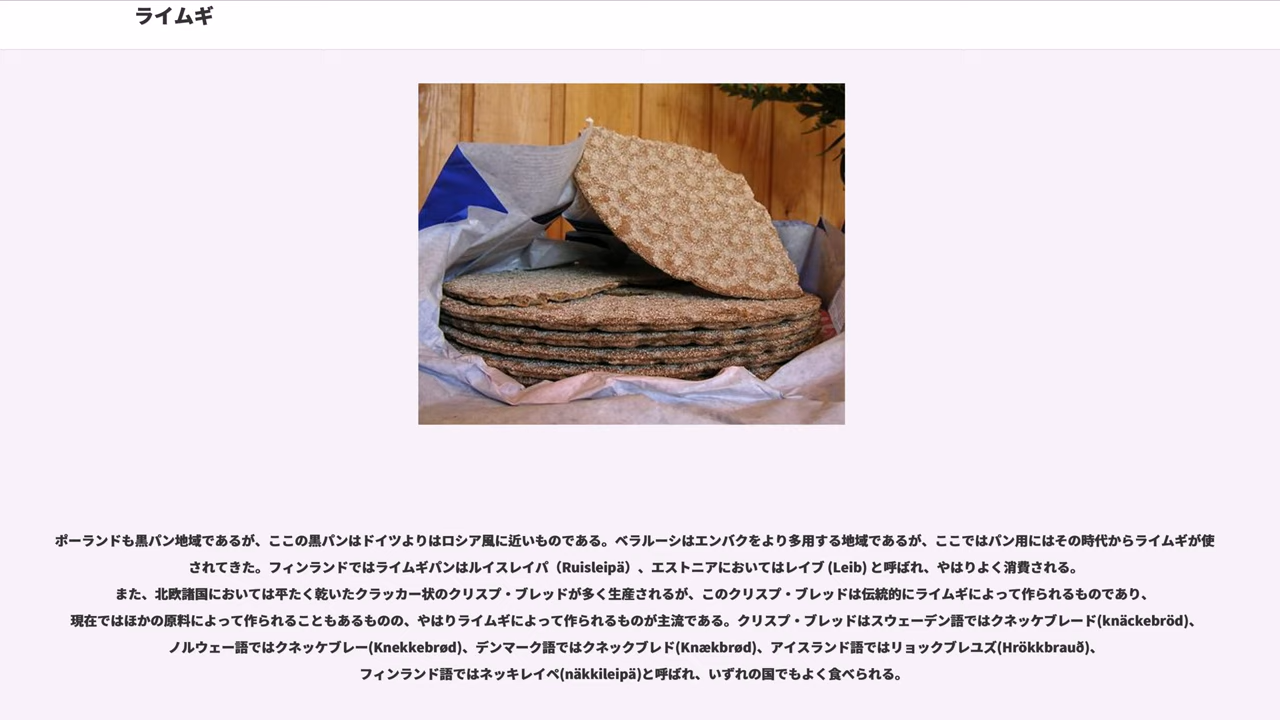 ライムギ
ポーランドも黒パン地域であるが、ここの黒パンはドイツよりはロシア風に近いものである。ベラルーシはエンバクをより多用する地域であるが、ここではパン用にはその時代からライムギが使
されてきた。フィンランドではライムギパンはルイスレイパ（Ruisleipä）、エストニアにおいてはレイブ (Leib) と呼ばれ、やはりよく消費される。
また、北欧諸国においては平たく乾いたクラッカー状のクリスプ・ブレッドが多く生産されるが、このクリスプ・ブレッドは伝統的にライムギによって作られるものであり、
現在ではほかの原料によって作られることもあるものの、やはりライムギによって作られるものが主流である。クリスプ・ブレッドはスウェーデン語ではクネッケブレード(knäckebröd)、
ノルウェー語ではクネッケブレー(Knekkebrød)、デンマーク語ではクネックブレド(Knækbrød)、アイスランド語ではリョックブレユズ(Hrökkbrauð)、
フィンランド語ではネッキレイペ(näkkileipä)と呼ばれ、いずれの国でもよく食べられる。